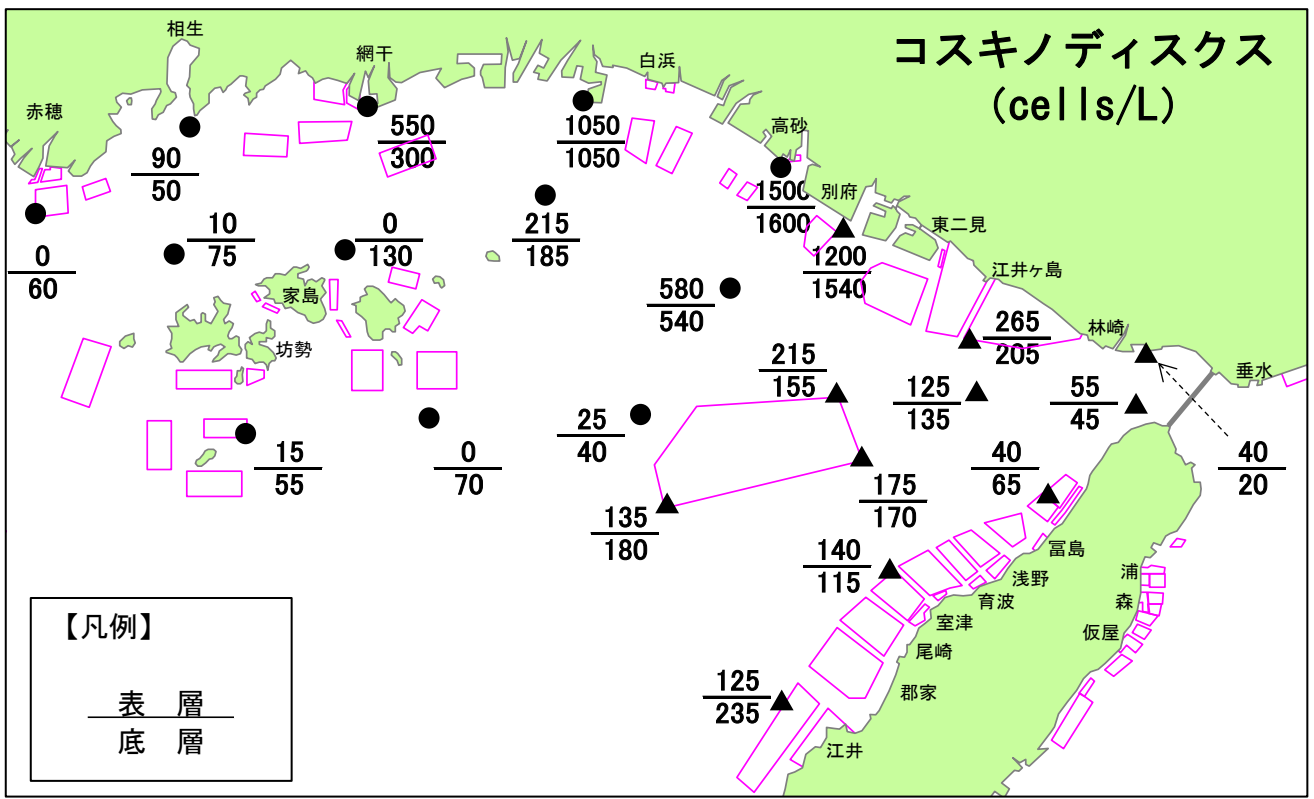 コスキノディスクス
(cells/L)
相生
網干
白浜
赤穂
高砂
90
50
550
300
1050
1050
1500
1600
別府
東二見
0
60
10
75
0
130
215
185
1200
1540
江井ヶ島
家島
580
540
265
205
林崎
坊勢
215
155
125
135
55
45
垂水
15
55
0
70
25
40
40
65
40
20
175
170
135
180
140
115
冨島
浅野
育波
室津
尾崎
郡家
江井
浦
森
仮屋
125
235
【凡例】
表 層
底 層